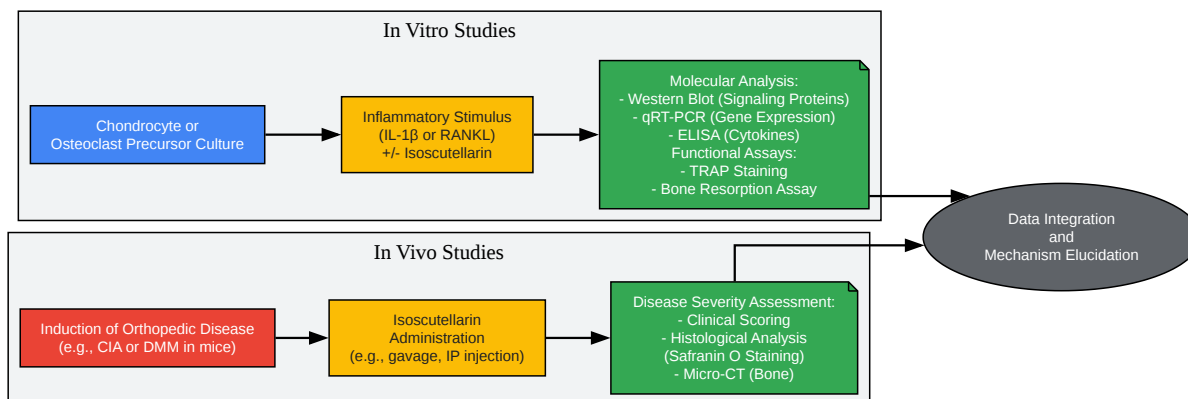 In Vitro Studies
Chondrocyte or
Osteoclast Precursor Culture
Inflammatory Stimulus
(IL-1β or RANKL)
+/- Isoscutellarin
Molecular Analysis:
- Western Blot (Signaling Proteins)
- qRT-PCR (Gene Expression)
- ELISA (Cytokines)
Functional Assays:
- TRAP Staining
- Bone Resorption Assay
Data Integration
and
Mechanism Elucidation
In Vivo Studies
Induction of Orthopedic Disease
(e.g., CIA or DMM in mice)
Isoscutellarin
Administration
(e.g., gavage, IP injection)
Disease Severity Assessment:
- Clinical Scoring
- Histological Analysis
(Safranin O Staining)
- Micro-CT (Bone)